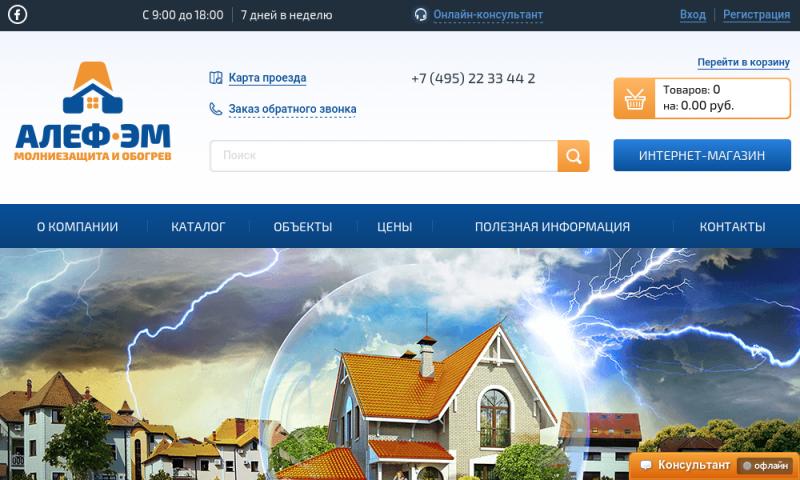 С 9:00 до 18:00
7 дней в неделю
Онлайн-консультант
Вход
Регистрация
Карта проезда
+7 (495) 22 33 44 2
Перейти в корзину
Заказ обратного звонка
Товаров: 0
на: 0.00 руб.
АЛЕФ•ЭМ
МОЛНИЕЗАЩИТА И ОБОГРЕВ
Поиск
ИНТЕРНЕТ-МАГАЗИН
О КОМПАНИИ
КАТАЛОГ
ОБЪЕКТЫ
ЦЕНЫ
ПОЛЕЗНАЯ ИНФОРМАЦИЯ
КОНТАКТЫ
Консультант
офлайн